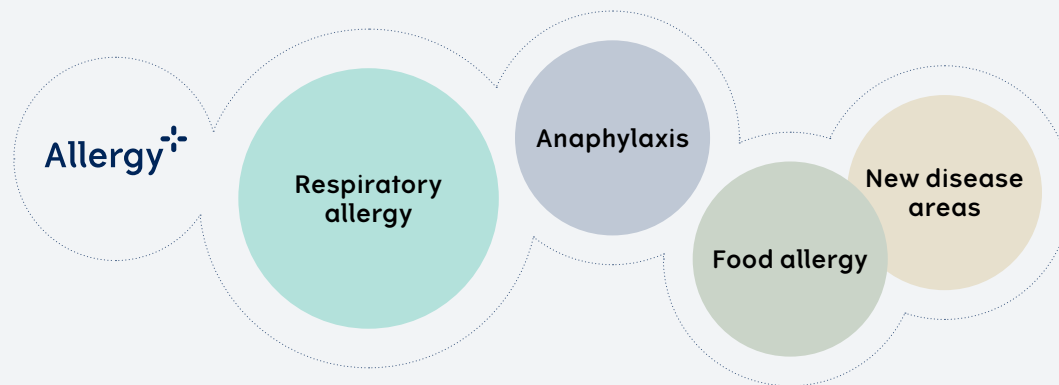 Allergy+
Respiratory
allergy
Anaphylaxis
Food allergy
New disease
areas